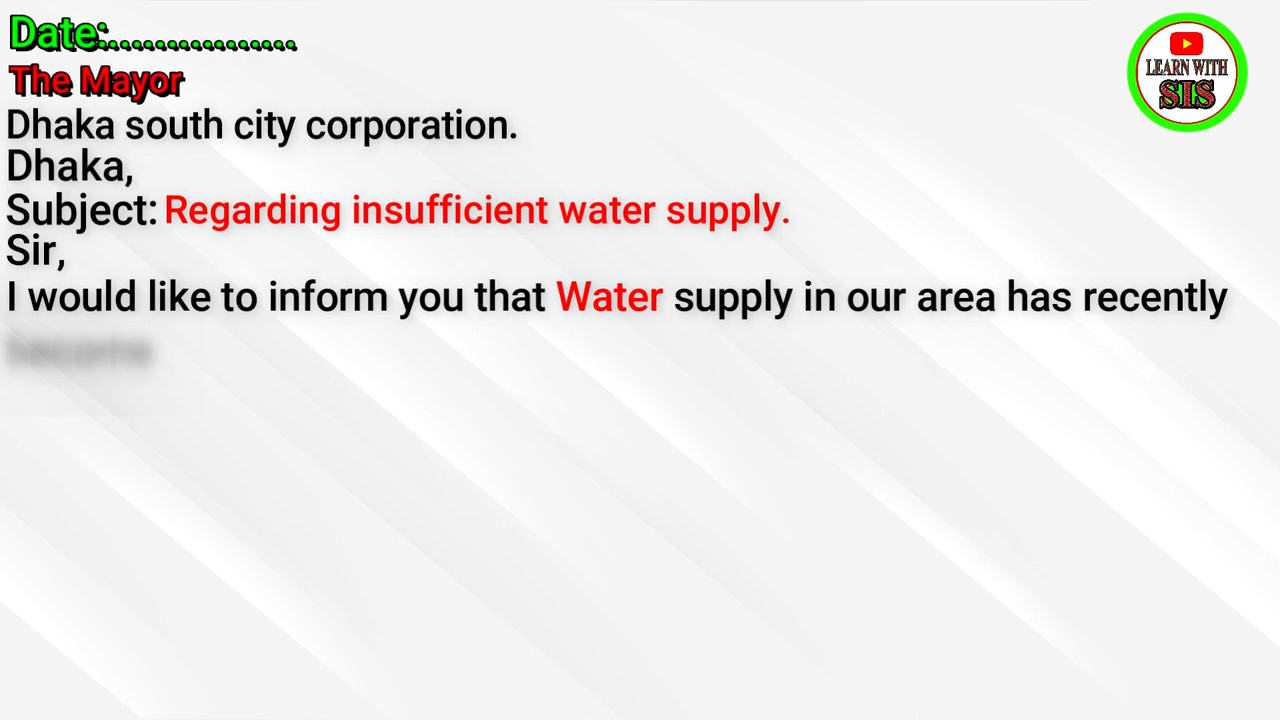 Date:................
The Mayor
Dhaka south city corporation.
Dhaka,
Subject: Regarding insufficient water supply.
Sir,
I would like to inform you that Water supply in our area has recently
become
LEARN WITH
SIS